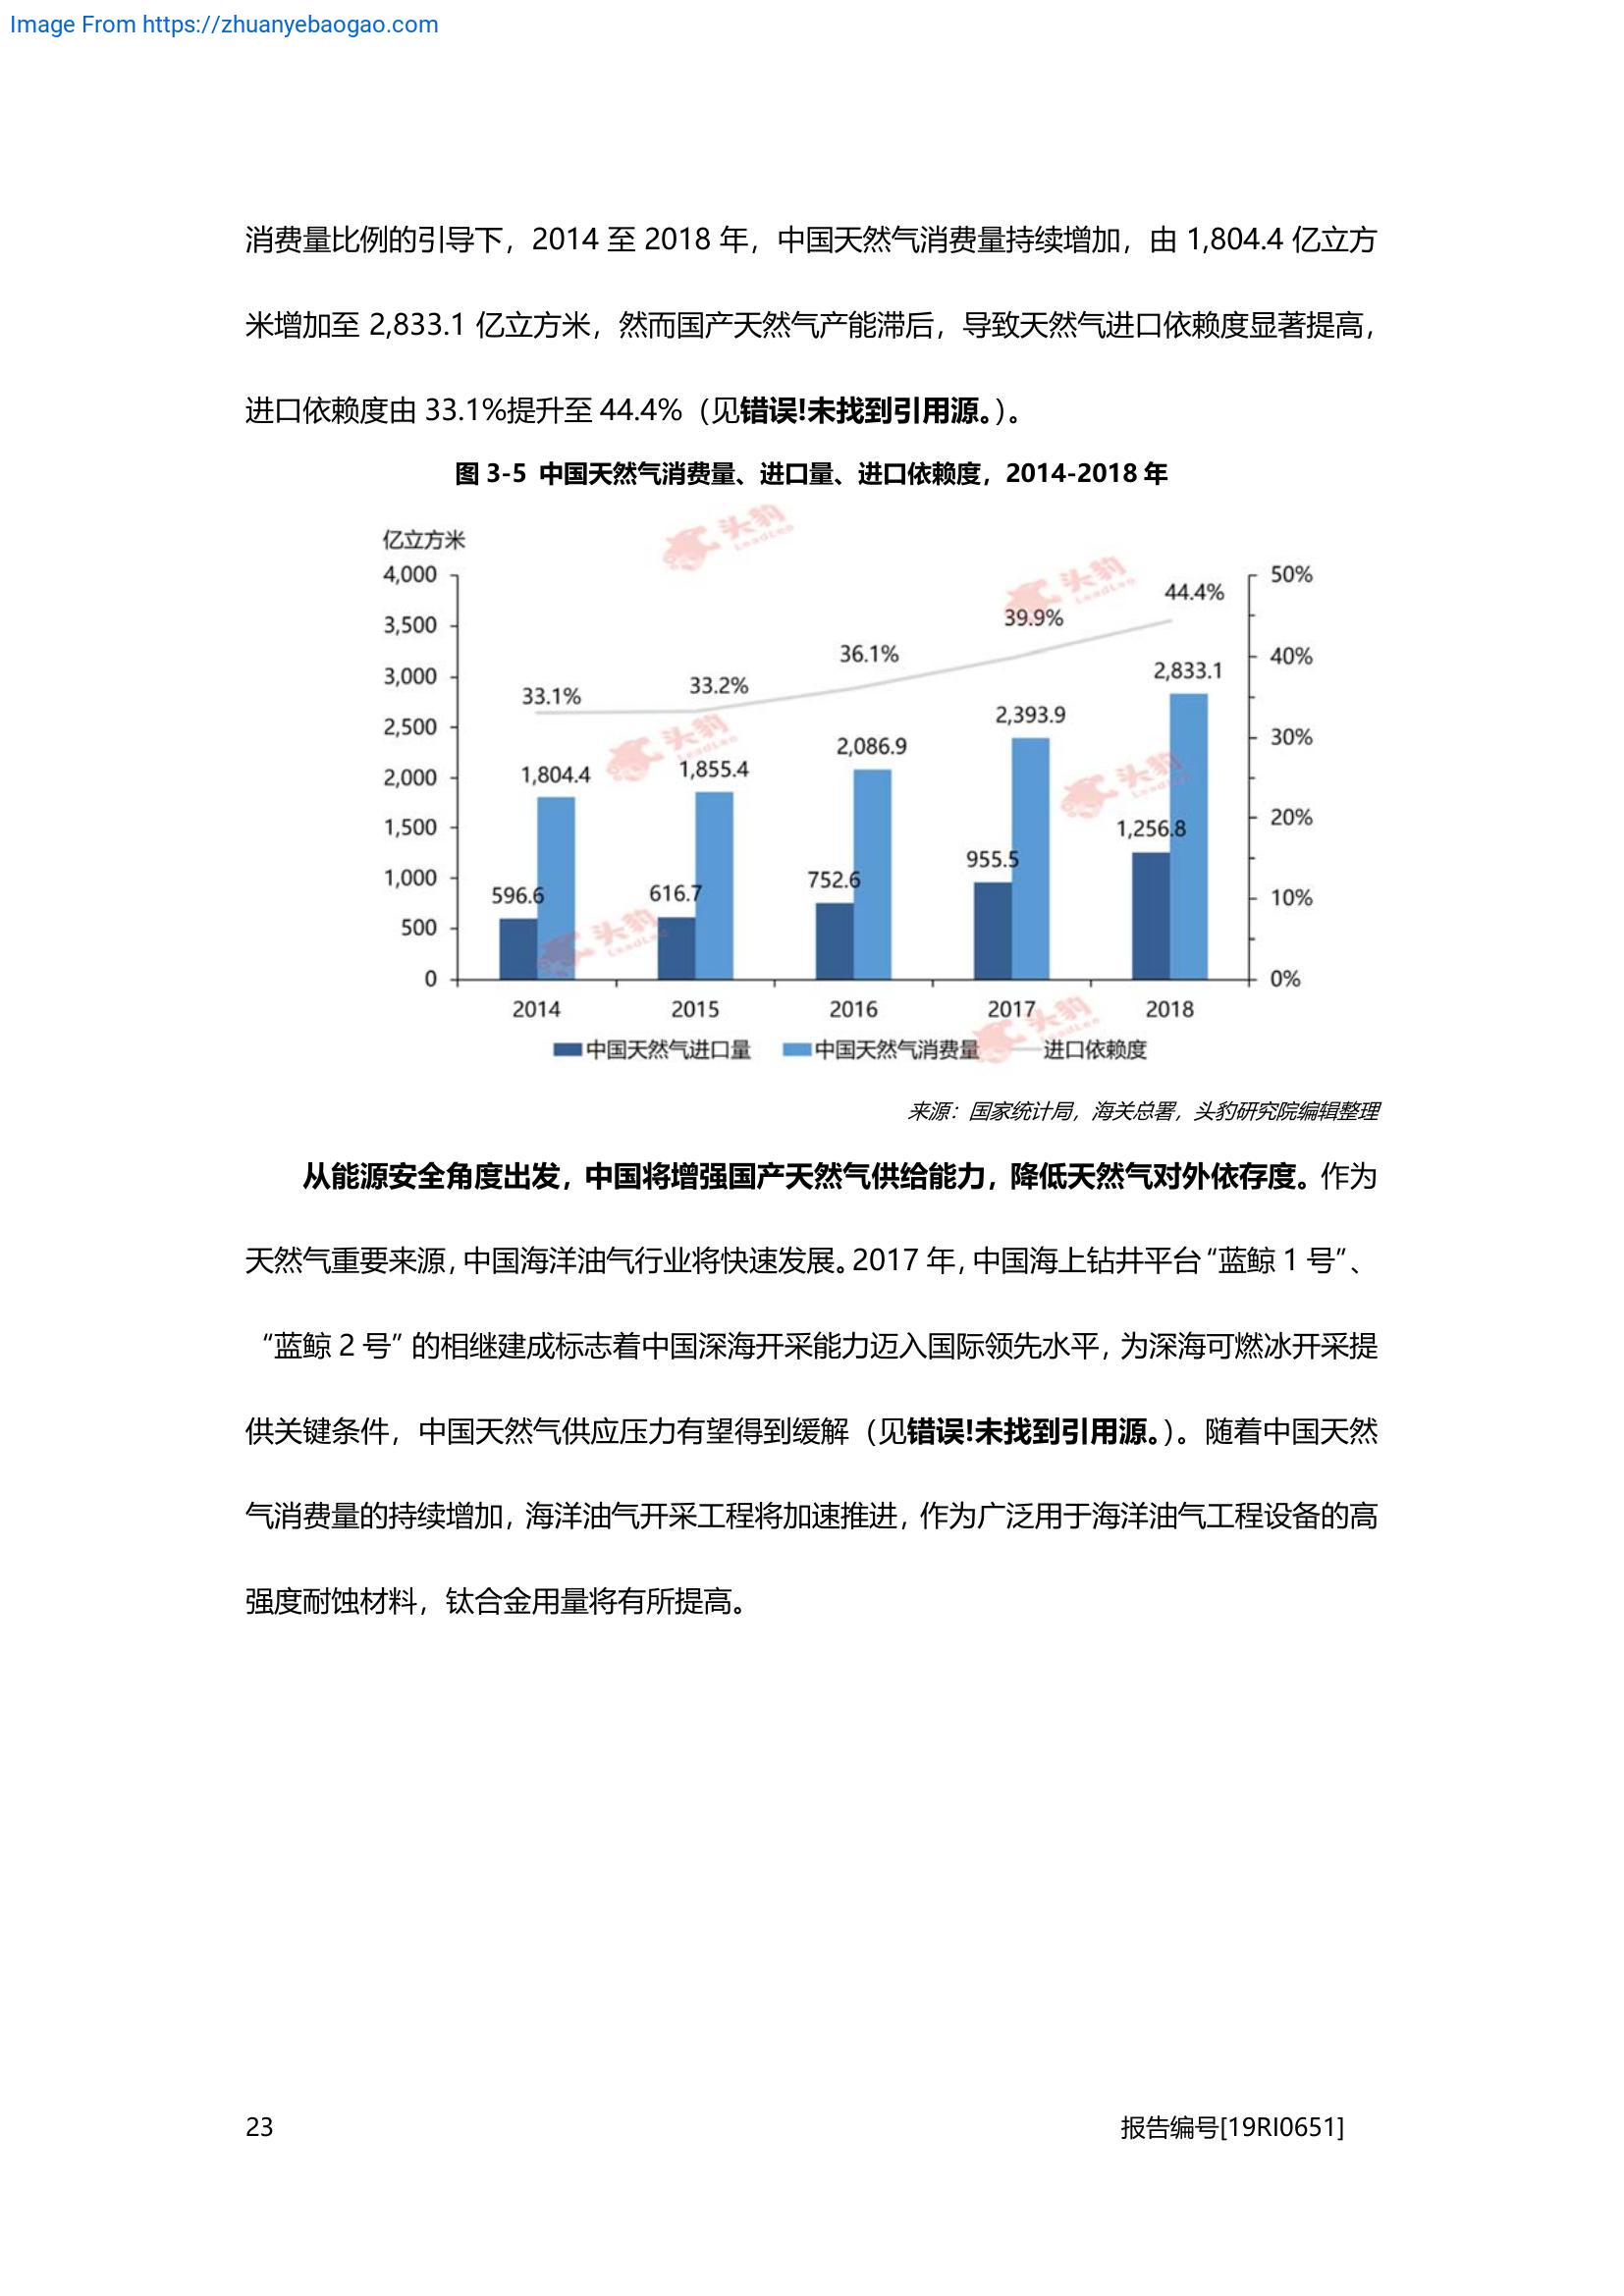 Image From https://zhuanyebaogao.com
消费量比例的引导下，2014 至 2018 年，中国天然气消费量持续增加，由 1,804.4 亿立方
米增加至 2,833.1 亿立方米，然而国产天然气产能滞后，导致天然气进口依赖度显著提高，
进口依赖度由 33.1%提升至 44.4%（见错误!未找到引用源。）。
图 3-5 中国天然气消费量、进口量、进口依赖度，2014-2018 年
头豹
LeadLeo
亿立方米
头豹
LeadLeo
4,000
50%
44.4%
3,500
39.9%
36.1%
40%
3,000
2,833.1
33.1%
33.2%
2,500
2,393.9
30%
头豹
LeadLeo
2,086.9
2,000
1,804.4
1,855.4
头豹
LeadLeo
1,500
1,256.8
20%
1,000
596.6
616.7
752.6
955.5
10%
500
头豹
LeadLeo
0
0%
2014
2015
2016
2017
2018
头豹
LeadLeo
中国天然气进口量
中国天然气消费量
进口依赖度
来源：国家统计局，海关总署，头豹研究院编辑整理
从能源安全角度出发，中国将增强国产天然气供给能力，降低天然气对外依存度。作为
天然气重要来源，中国海洋油气行业将快速发展。2017 年，中国海上钻井平台“蓝鲸 1 号”、
“蓝鲸 2 号”的相继建成标志着中国深海开采能力迈入国际领先水平，为深海可燃冰开采提
供关键条件，中国天然气供应压力有望得到缓解（见错误!未找到引用源。）。随着中国天然
气消费量的持续增加，海洋油气开采工程将加速推进，作为广泛用于海洋油气工程设备的高
强度耐蚀材料，钛合金用量将有所提高。
23
报告编号[19RI0651]